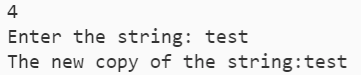 4
Enter the string: test
The new copy of the string:test